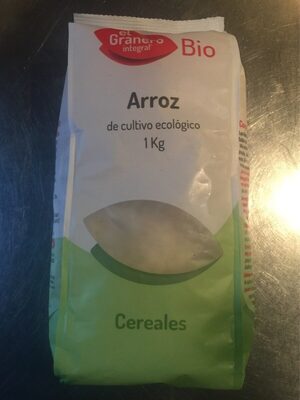 el
Granero
integral
Bio
Arroz
de cultivo ecológico
1 Kg
Cereales